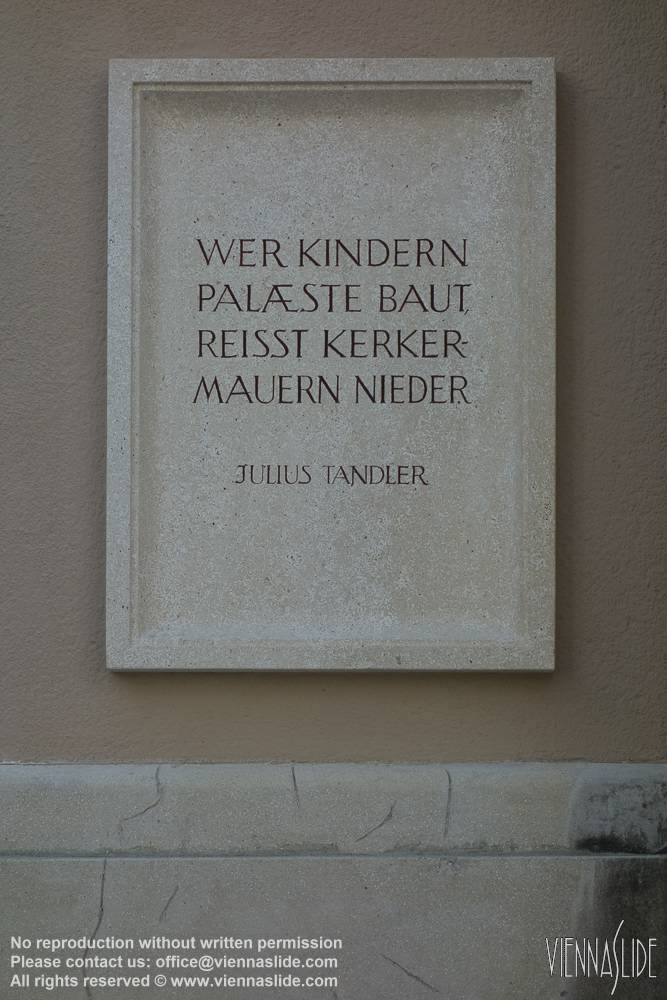 WER KINDERN
PALÆSTE BAUT,
REISST KERKER-
MAUERN NIEDER
JULIUS TANDLER
No reproduction without written permission
Please contact us: office@viennaslide.com
All rights reserved © www.viennaslide.com
VIENNASLIDE